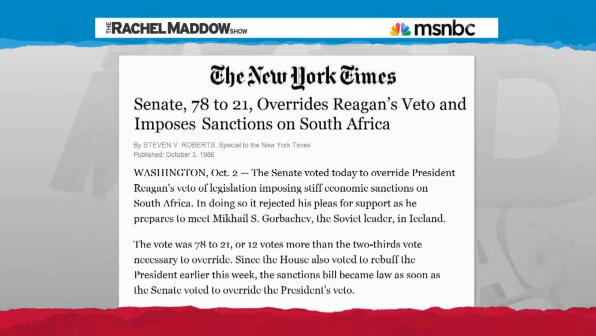 THE RACHEL MADDOW SHOW
msnbc
The New York Times
Senate, 78 to 21, Overrides Reagan's Veto and
Imposes Sanctions on South Africa
By STEVEN V. ROBERTS, Special to the New York Times
Published: October 3, 1986
WASHINGTON, Oct. 2 — The Senate voted today to override President
Reagan's veto of legislation imposing stiff economic sanctions on
South Africa. In doing so it rejected his pleas for support as he
prepares to meet Mikhail S. Gorbachev, the Soviet leader, in Iceland.
The vote was 78 to 21, or 12 votes more than the two-thirds vote
necessary to override. Since the House also voted to rebuff the
President earlier this week, the sanctions bill became law as soon as
the Senate voted to override the President's veto.